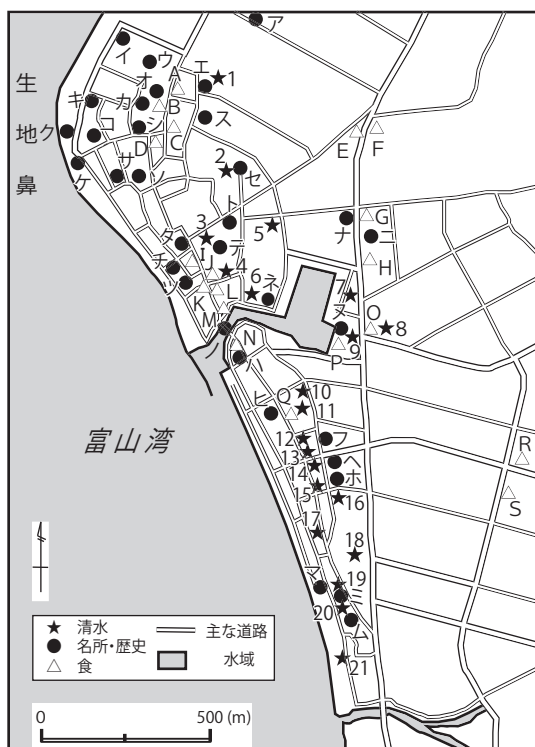 ア
イ
ウ
エ
1
オ
A
カ
B
キ
ス
生地鼻
ク
コ
シ
D
C
E
F
ケ
サ
ソ
2
セ
ト
G
3
テ
5
ナ
ニ
タ
I
J
4
H
チ
ツ
K
L
6
ネ
7
M
ヌ
O
8
ノ
9
N
P
ハ
10
ヒ
Q
11
富山湾
12
フ
13
ヘ
R
14
ホ
15
16
S
17
18
マ
19
ミ
20
ム
21
★ 清水
主な道路
● 名所・歴史
△ 食
水域
0
500 (m)